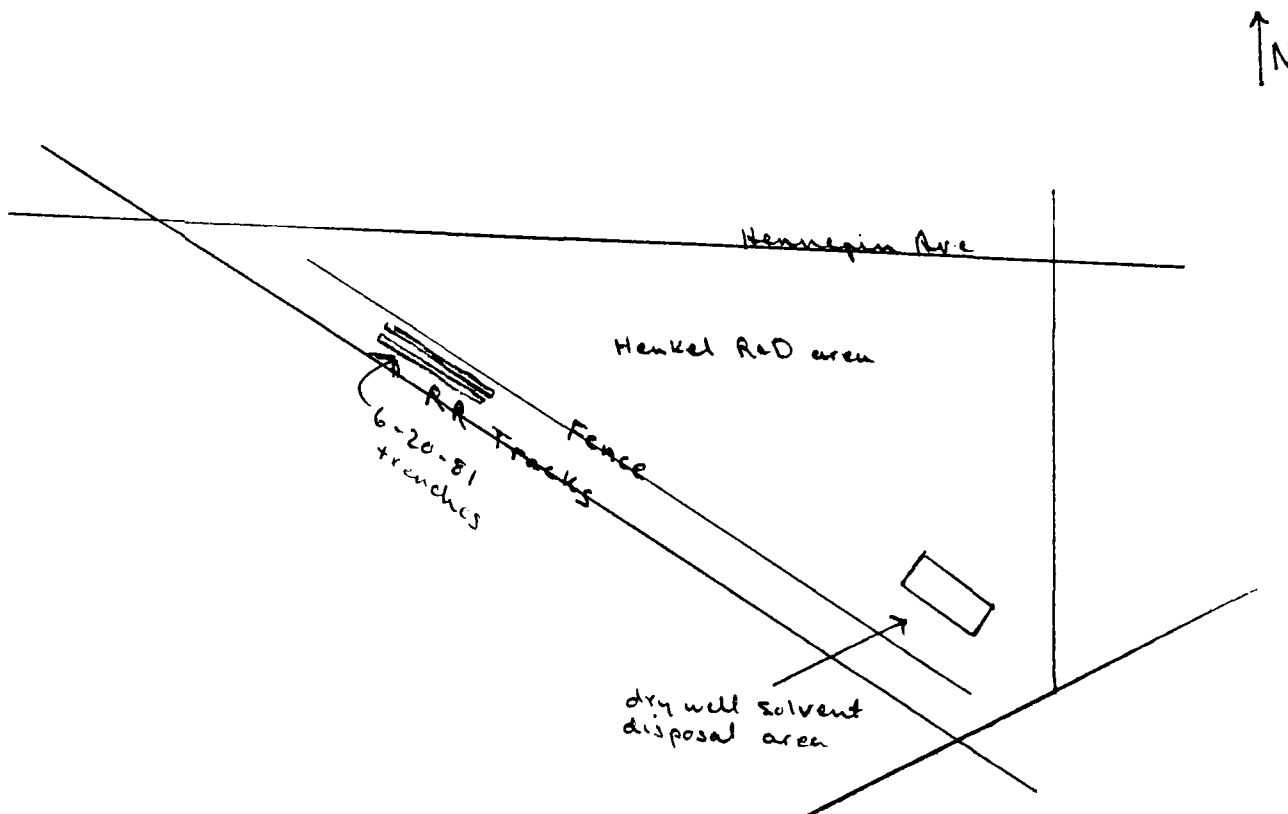 N
Hennepin Ave
Henkel R&D area
RR Tracks
Fence
6-20-81
trenches
dry well solvent
disposal area